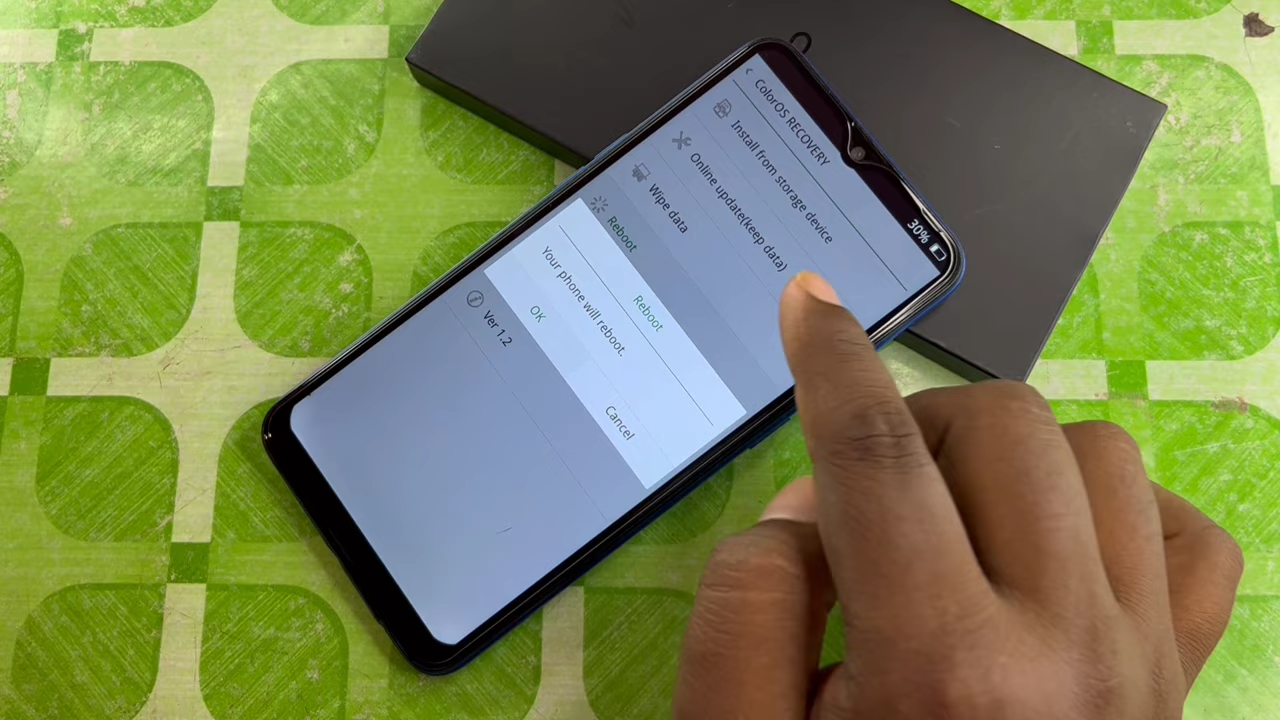 30%
ColorOS RECOVERY
Install from storage device
Online update(keep data)
Wipe data
Reboot
Reboot
Your phone will reboot.
OK
Cancel
Ver 1.2